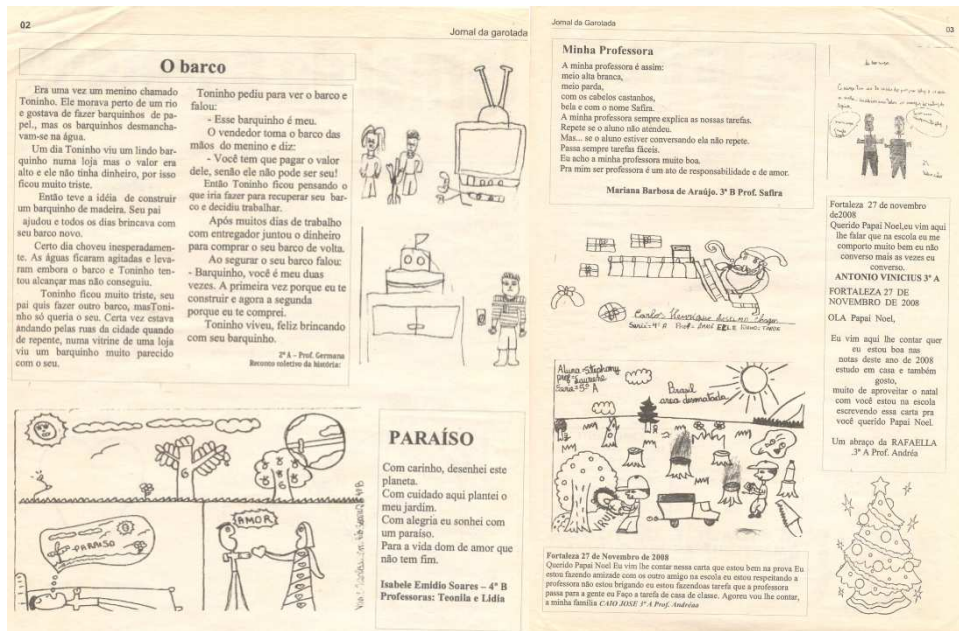 02
Jornal da garotada
O barco
Era uma vez um menino chamado
Toninho. Ele morava perto de um rio
e gostava de fazer barquinhos de pa-
pel., mas os barquinhos desmancha-
vam-se na água.
Um dia Toninho viu um lindo bar-
quinho numa loja mas o valor era
alto e ele não tinha dinheiro, por isso
ficou muito triste.
Então teve a idéia de construir
um barquinho de madeira. Seu pai
ajudou e todos os dias brincava com
seu barco novo.
Certo dia choveu inesperadamen-
te. As águas ficaram agitadas e leva-
ram embora o barco e Toninho ten-
tou alcançar mas não conseguiu.
Toninho ficou muito triste, seu
pai quis fazer outro barco, masToni-
nho só queria o seu. Certa vez estava
andando pelas ruas da cidade quando
de repente, numa vitrine de uma loja
viu um barquinho muito parecido
com o seu.
Toninho pediu para ver o barco e
falou:
- Esse barquinho é meu.
O vendedor toma o barco das
mãos do menino e diz:
- Você tem que pagar o valor
dele, senão ele não pode ser seu!
Então Toninho ficou pensando o
que iria fazer para recuperar seu bar-
co e decidiu trabalhar.
Após muitos dias de trabalho
com entregador juntou o dinheiro
para comprar o seu barco de volta.
Ao segurar o seu barco falou:
- Barquinho, você é meu duas
vezes. A primeira vez porque eu te
construir e agora a segunda
porque eu te comprei.
Toninho viveu, feliz brincando
com seu barquinho.
2ª A - Prof. Germana
Reconto coletivo da história:
PARAISO
AMOR
PARAÍSO
Com carinho, desenhei este
planeta.
Com cuidado aqui plantei o
meu jardim.
Com alegria eu sonhei com
um paraíso.
Para a vida dom de amor que
não tem fim.
Isabele Emidio Soares – 4ª B
Professoras: Teonila e Lidia
Jornal da Garotada
03
Minha Professora
A minha professora é assim:
meio alta branca,
meio parda,
com os cabelos castanhos,
bela e com o nome Safira.
A minha professora sempre explica as nossas tarefas.
Repete se o aluno não atendeu.
Mas... se o aluno estiver conversando ela não repete.
Passa sempre tarefas fáceis.
Eu acho a minha professora muito boa.
Pra mim ser professora é um ato de responsabilidade e de amor.
Mariana Barbosa de Araújo. 3ª B Prof. Safira
Carlos Henrique
Série: 4ª A Prof:
prof=
Série= 5º A
Brasil
area desmatada
Fortaleza 27 de Novembro de 2008
Querido Papai Noel Eu vim lhe contar nessa carta que estou bem na prova Eu
estou fazendo amizade com os outro amigo na escola eu estou respeitando a
professora não estou brigando eu estou fazendoas tarefa que a professora
passa para a gente eu Faço a tarefa de casa de classe. Agoreu vou lhe contar,
a minha familia CAIO JOSE 3ª A Prof. Andréaa
Fortaleza 27 de novembro
de2008
Querido Papai Noel,eu vim aqui
lhe falar que na escola eu me
comporto muito bem eu não
converso mais as vezes eu
converso.
ANTONIO VINICIUS 3ª A
FORTALEZA 27 DE
NOVEMBRO DE 2008
OLA Papai Noel,
Eu vim aqui lhe contar quer
eu estou boa nas
notas deste ano de 2008
estudo em casa e também
gosto,
muito de aproveitar o natal
com você estou na escola
escrevendo essa carta pra
você querido Papai Noel.
Um abraço da RAFAELLA
.3ª A Prof. Andréa